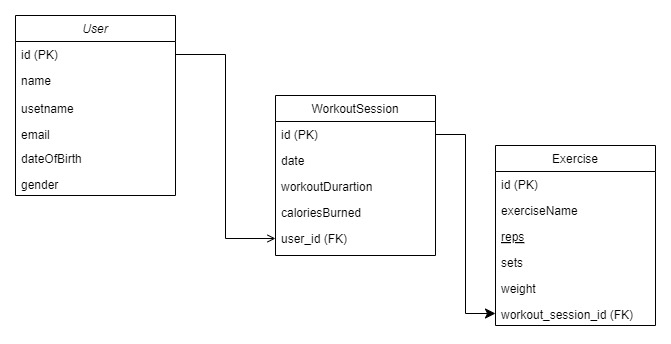 User
id (PK)
name
usetname
email
dateOfBirth
gender
WorkoutSession
id (PK)
date
workoutDurartion
caloriesBurned
user_id (FK)
Exercise
id (PK)
exerciseName
reps
sets
weight
workout_session_id (FK)